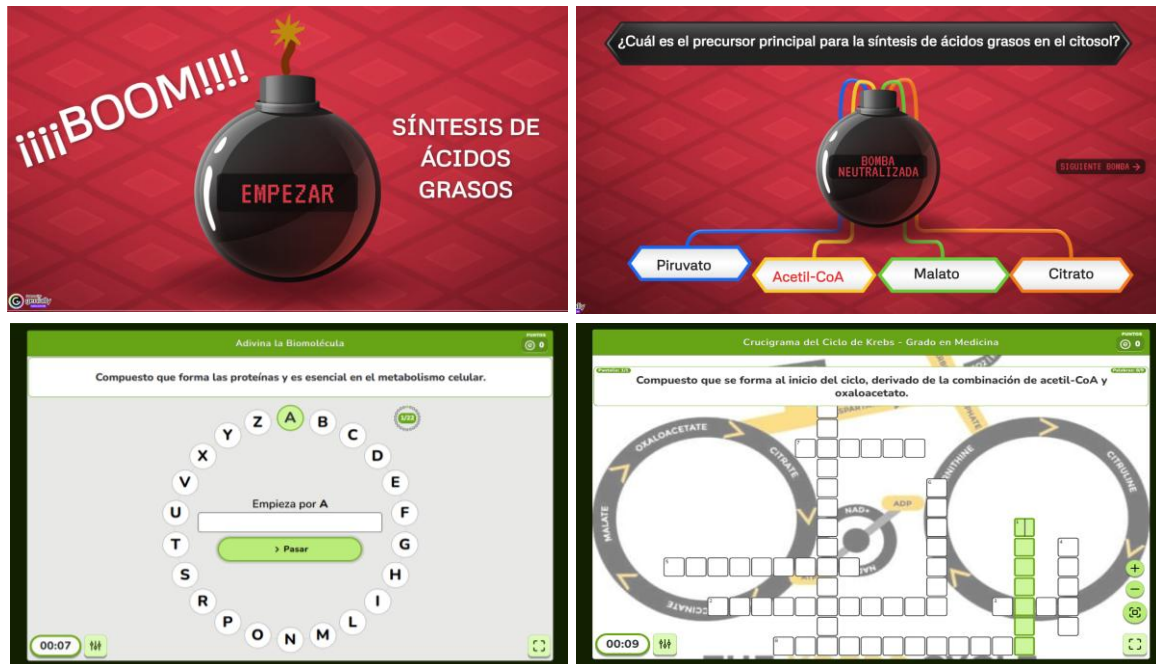 ¡¡¡¡BOOM!!!!
EMPEZAR
SÍNTESIS DE
ÁCIDOS
GRASOS
genially
¿Cuál es el precursor principal para la síntesis de ácidos grasos en el citosol?
BOMBA
NEUTRALIZADA
SIGUIENTE BOMBA →
Piruvato
Acetil-CoA
Malato
Citrato
Adivina la Biomolécula
PUNTOS
0
Compuesto que forma las proteínas y es esencial en el metabolismo celular.
1/23
A
B
C
D
E
F
G
H
I
L
M
N
O
P
R
S
T
U
V
X
Y
Z
Empieza por A
> Pasar
00:07
Crucigrama del Ciclo de Krebs - Grado en Medicina
PUNTOS
0
Compuesto que se forma al inicio del ciclo, derivado de la combinación de acetil-CoA y
oxaloacetato.
OXALOACETATE
CITRATE
MALATE
CCINATE
NAD+
ADP
CITRULINE
00:09